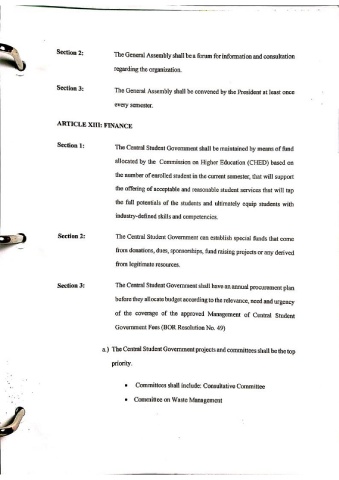 Section 2: The General Assembly shall be a forum for information and consultation
regarding the organization.
Section 3: The General Assembly shall be convened by the President at least once
every semester.
ARTICLE XIII: FINANCE
Section 1: The Central Student Government shall be maintained by means of fund
allocated by the Commission on Higher Education (CHED) based on
the number of enrolled student in the current semester, that will support
the offering of acceptable and reasonable student services that will tap
the full potentials of the students and ultimately equip students with
industry-defined skills and competencies.
Section 2: The Central Student Government can establish special funds that come
from donations, dues, sponsorships, fund raising projects or any derived
from legitimate resources.
Section 3: The Central Student Government shall have an annual procurement plan
before they allocate budget according to the relevance, need and urgency
of the coverage of the approved Management of Central Student
Government Fees (BOR Resolution No. 49)
a.) The Central Student Government projects and committees shall be the top
priority.
• Committees shall include: Consultative Committee
• Committee on Waste Management